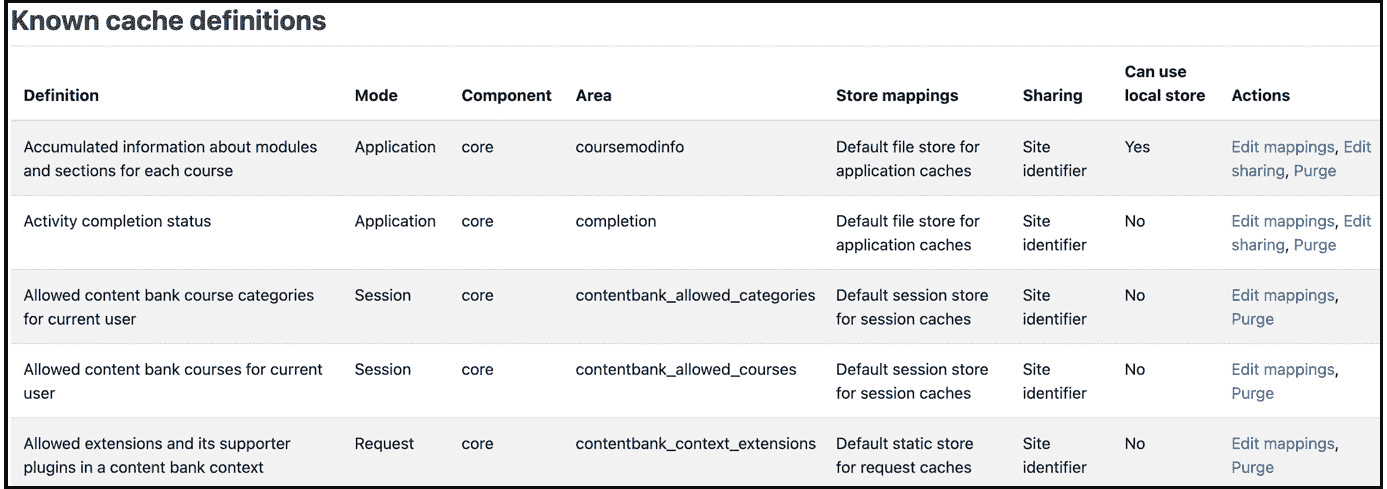 Known cache definitions
Can use
Definition Mode Component Area Store mappings Sharing local store Actions
Accumulated information about modules Application core coursemodinfo Default file store for Site Yes Edit mappings, Edit
and sections for each course application caches identifier sharing, Purge
Activity completion status Application core completion Default file store for Site No Edit mappings, Edit
application caches identifier sharing, Purge
Allowed content bank course categories Session core contentbank_allowed_categories Default session store Site No Edit mappings,
for current user for session caches identifier Purge
Allowed content bank courses for current Session core contentbank_allowed_courses Default session store Site No Edit mappings,
user for session caches identifier Purge
Allowed extensions and its supporter Request core contentbank_context_extensions Default static store Site No Edit mappings,
plugins in a content bank context for request caches identifier Purge